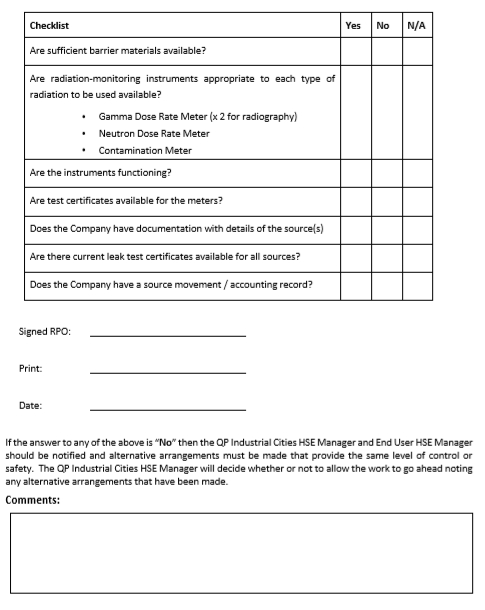 Checklist Yes No N/A
Are sufficient barrier materials available?
Are radiation-monitoring instruments appropriate to each type of
radiation to be used available?
• Gamma Dose Rate Meter (x 2 for radiography)
• Neutron Dose Rate Meter
• Contamination Meter
Are the instruments functioning?
Are test certificates available for the meters?
Does the Company have documentation with details of the source(s)
Are there current leak test certificates available for all sources?
Does the Company have a source movement / accounting record?
Signed RPO:
Print:
Date:
If the answer to any of the above is "No" then the QP Industrial Cities HSE Manager and End User HSE Manager
should be notified and alternative arrangements must be made that provide the same level of control or
safety. The QP Industrial Cities HSE Manager will decide whether or not to allow the work to go ahead noting
any alternative arrangements that have been made.
Comments: